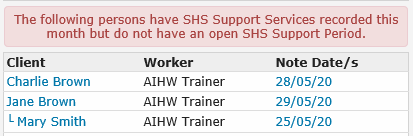 The following persons have SHS Support Services recorded this
month but do not have an open SHS Support Period.
Client Worker Note Date/s
Charlie Brown AIHW Trainer 28/05/20
Jane Brown AIHW Trainer 29/05/20
└ Mary Smith AIHW Trainer 25/05/20